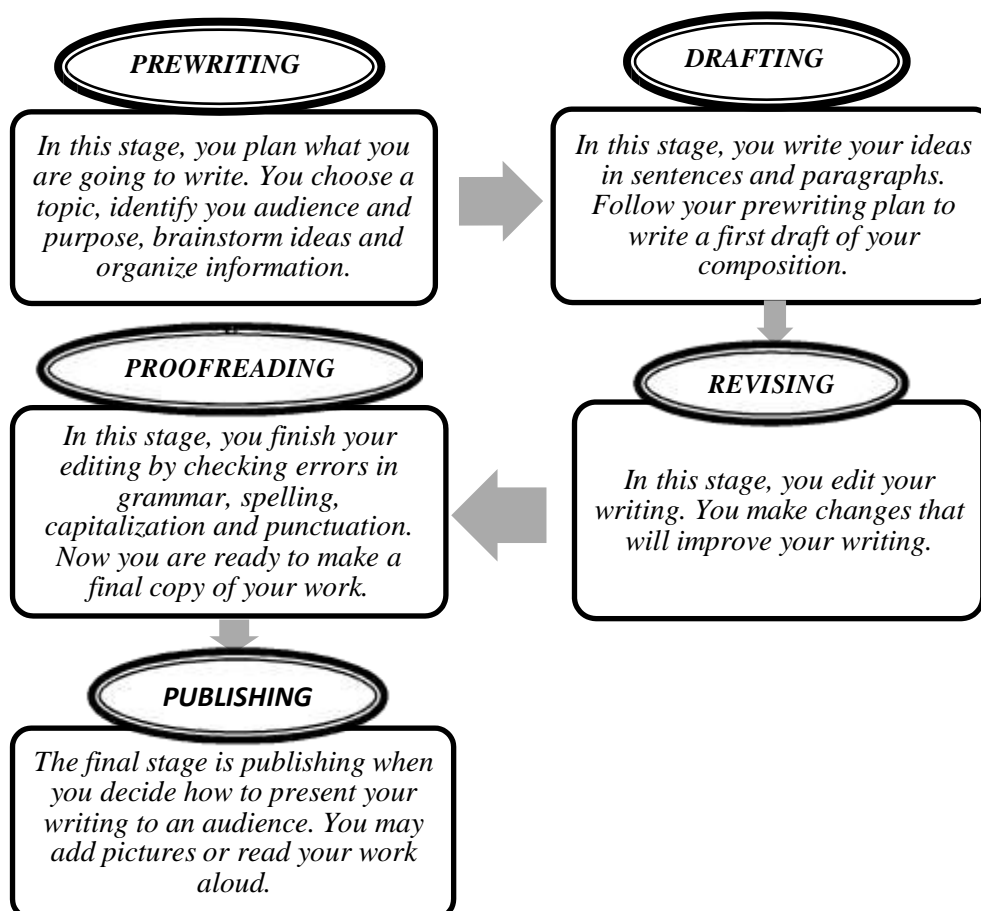 PREWRITING
In this stage, you plan what you
are going to write. You choose a
topic, identify you audience and
purpose, brainstorm ideas and
organize information.
DRAFTING
In this stage, you write your ideas
in sentences and paragraphs.
Follow your prewriting plan to
write a first draft of your
composition.
REVISING
In this stage, you edit your
writing. You make changes that
will improve your writing.
PROOFREADING
In this stage, you finish your
editing by checking errors in
grammar, spelling,
capitalization and punctuation.
Now you are ready to make a
final copy of your work.
PUBLISHING
The final stage is publishing when
you decide how to present your
writing to an audience. You may
add pictures or read your work
aloud.